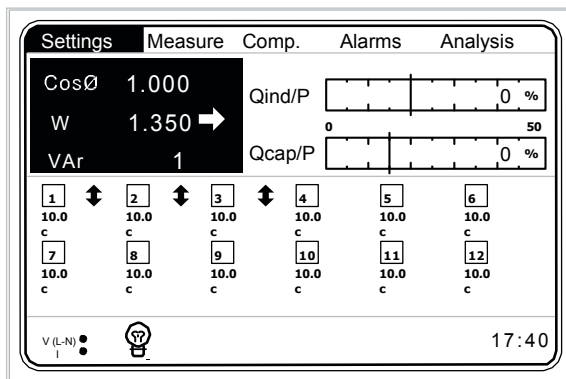 Settings Measure Comp. Alarms Analysis
CosØ 1.000
W 1.350
VAr 1
Qind/P 0 %
0 50
Qcap/P 0 %
1 2 3 4 5 6
10.0 10.0 10.0 10.0 10.0 10.0
c c c c c c
7 8 9 10 11 12
10.0 10.0 10.0 10.0 10.0 10.0
c c c c c c
V (L-N)
I
17:40